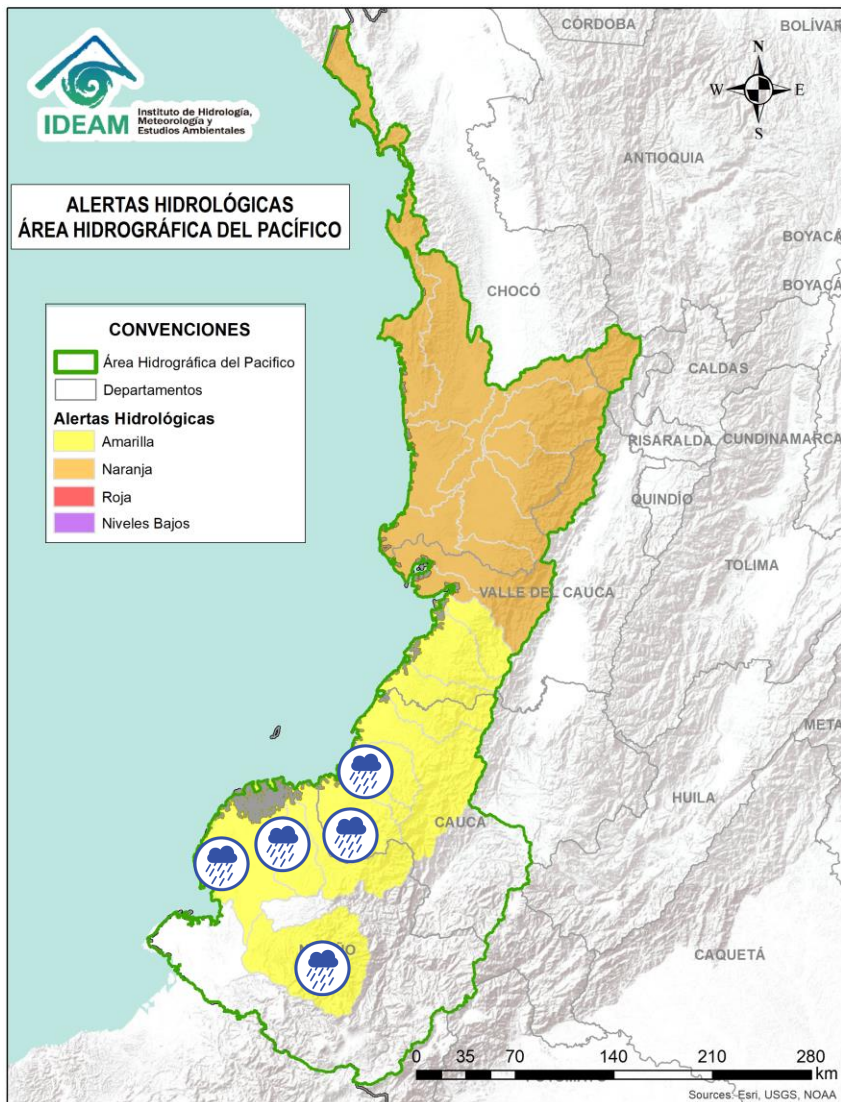 CÓRDOBA
BOLÍVAR
IDEAM
Instituto de Hidrología,
Meteorología y
Estudios Ambientales
N
W E
S
ANTIOQUIA
ALERTAS HIDROLÓGICAS
ÁREA HIDROGRÁFICA DEL PACÍFICO
BOYACÁ
BOYACÁ
CHOCÓ
CONVENCIONES
Área Hidrográfica del Pacifico
Departamentos
Alertas Hidrológicas
Amarilla
Naranja
Roja
Niveles Bajos
CALDAS
RISARALDA
CUNDINAMARCA
QUINDÍO
TOLIMA
VALLE DEL CAUCA
META
HUILA
CAUCA
CAQUETÁ
0 35 70 140 210 280
km
Sources: Esri, USGS, NOAA